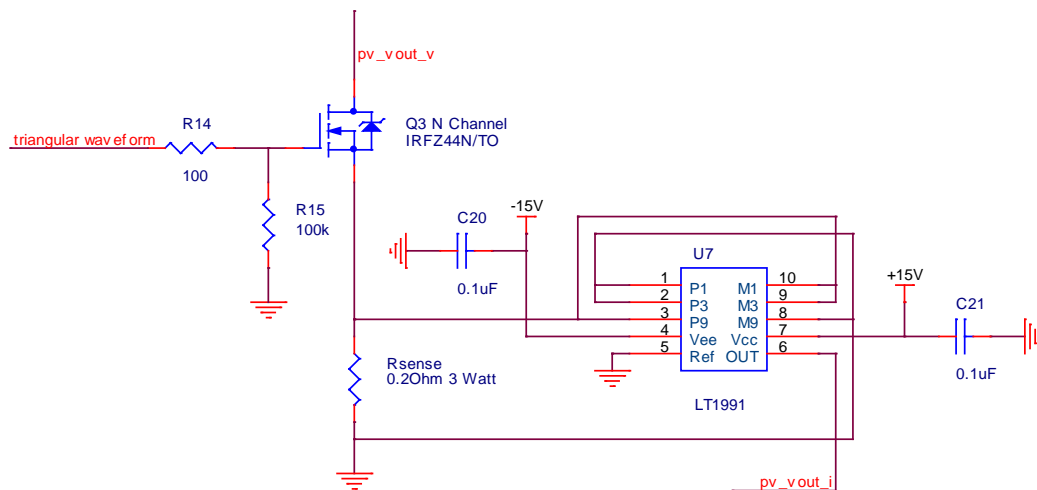 pv_vout_v
R14
Q3 N Channel
IRFZ44N/TO
triangular waveform
100
R15
100k
C20
-15V
0.1uF
U7
+15V
C21
0.1uF
1
2
3
4
5
P1
P3
P9
Vee
Ref
M1
M3
M9
Vcc
OUT
10
9
8
7
6
LT1991
Rsense
0.2Ohm 3 Watt
pv_vout_i